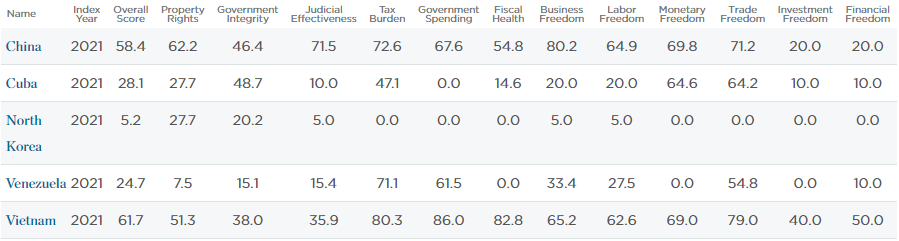 Name Index Year Overall Score Property Rights Government Integrity Judicial Effectiveness Tax Burden Government Spending Fiscal Health Business Freedom Labor Freedom Monetary Freedom Trade Freedom Investment Freedom Financial Freedom
China 2021 58.4 62.2 46.4 71.5 72.6 67.6 54.8 80.2 64.9 69.8 71.2 20.0 20.0
Cuba 2021 28.1 27.7 48.7 10.0 47.1 0.0 14.6 20.0 20.0 64.6 64.2 10.0 10.0
North Korea 2021 5.2 27.7 20.2 5.0 0.0 0.0 0.0 5.0 5.0 0.0 0.0 0.0 0.0
Venezuela 2021 24.7 7.5 15.1 15.4 71.1 61.5 0.0 33.4 27.5 0.0 54.8 0.0 10.0
Vietnam 2021 61.7 51.3 38.0 35.9 80.3 86.0 82.8 65.2 62.6 69.0 79.0 40.0 50.0